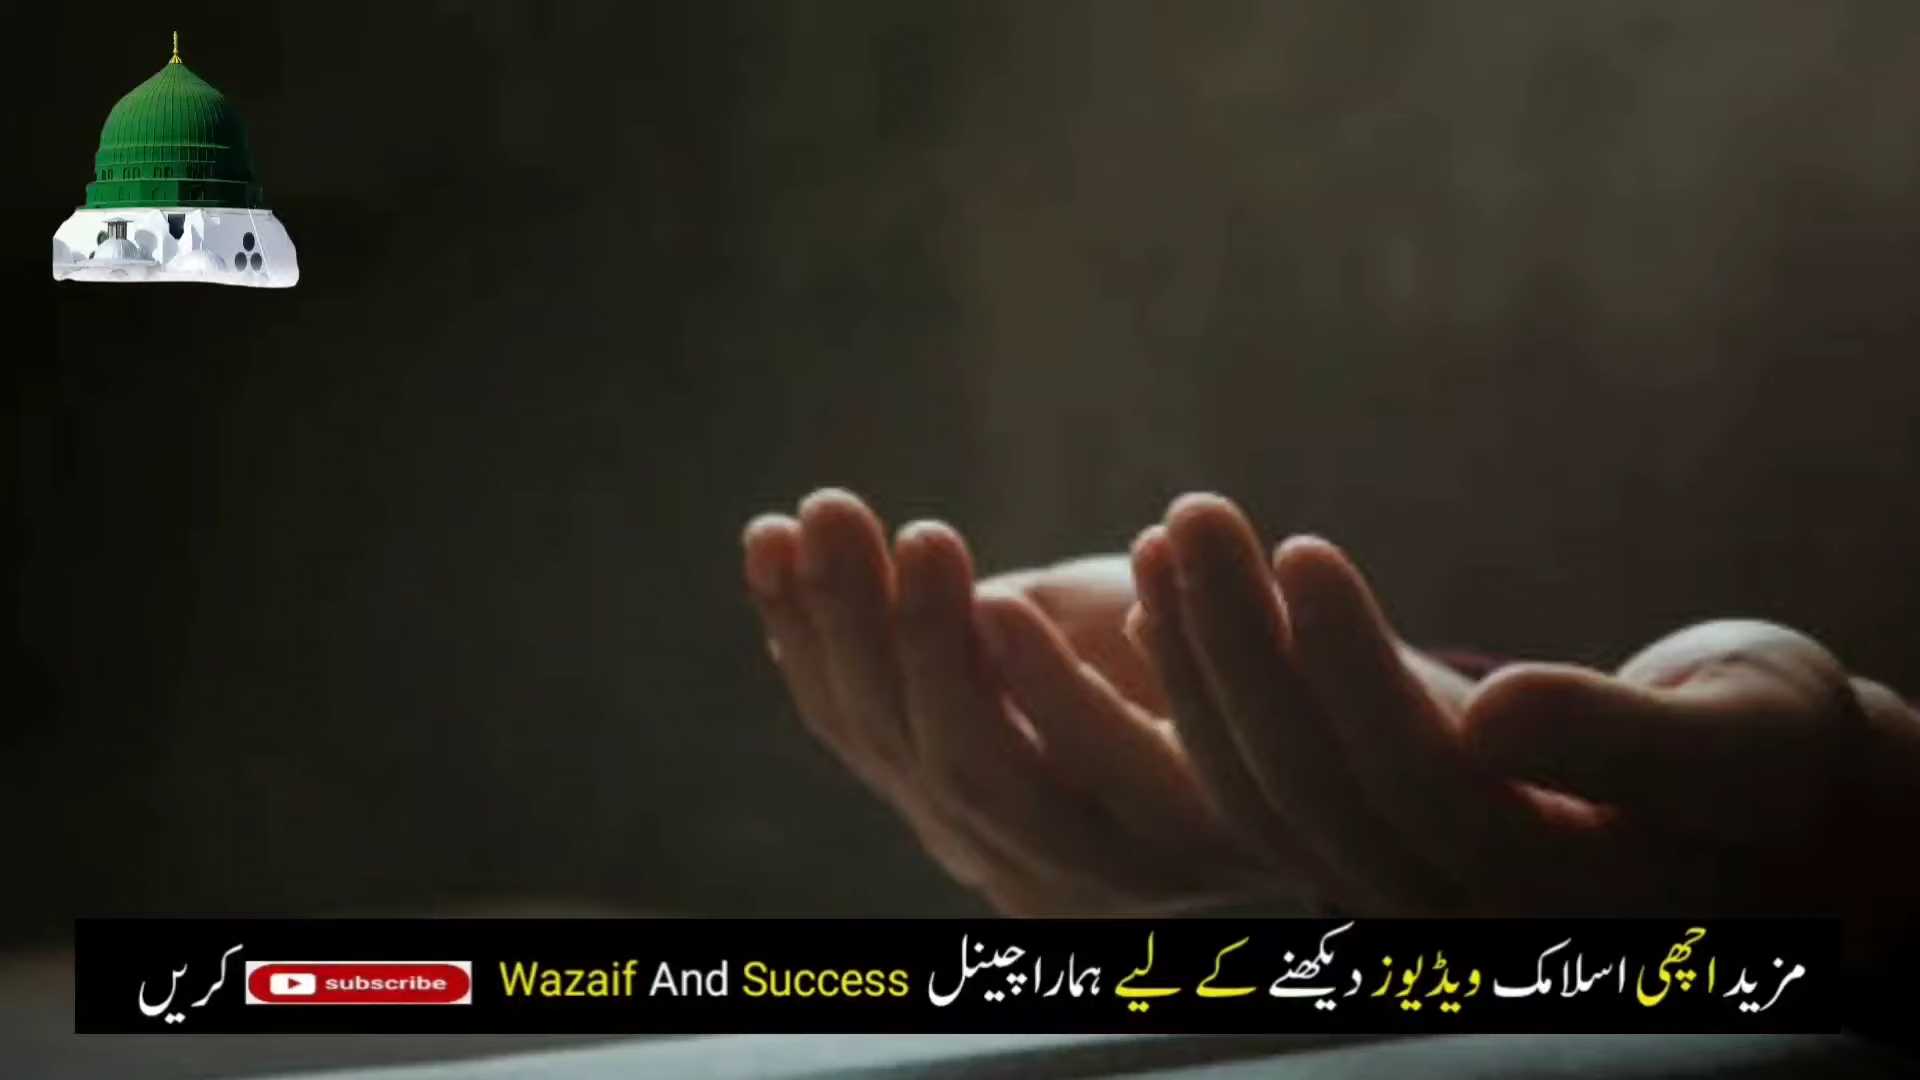 مزید اچھی اسلامک ویڈیوز دیکھنے کے لیے ہمارا چینل Wazaif And Success subscribe کریں